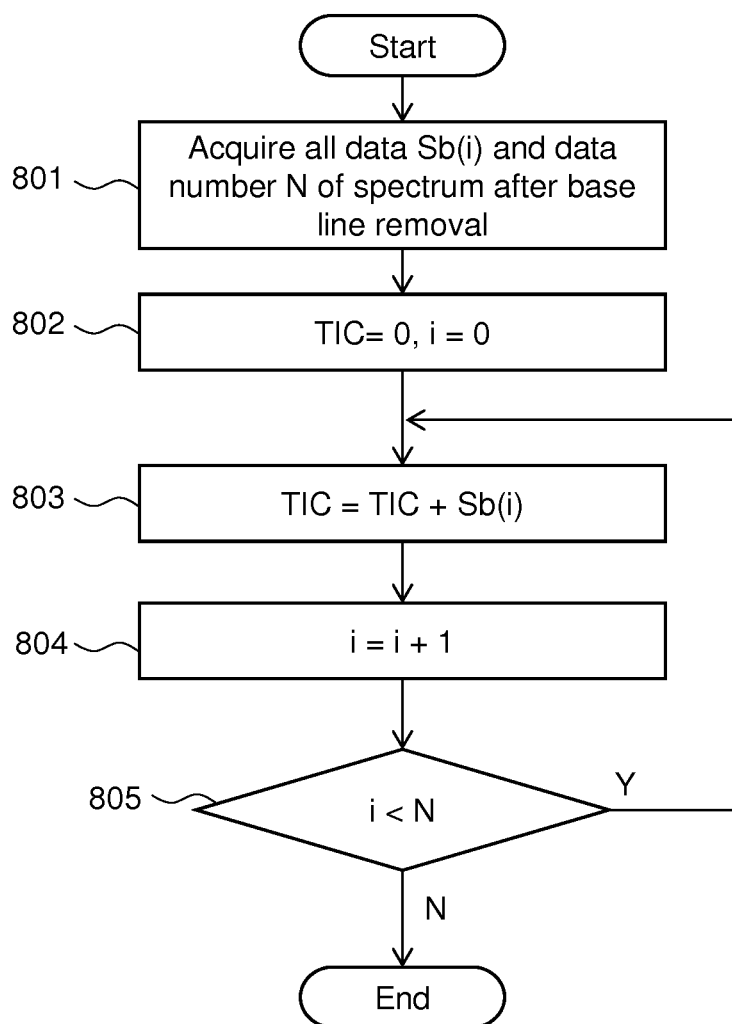 Start
801
Acquire all data Sb(i) and data
number N of spectrum after base
line removal
802
TIC= 0, i = 0
803
TIC = TIC + Sb(i)
804
i = i + 1
805
i < N
Y
N
End